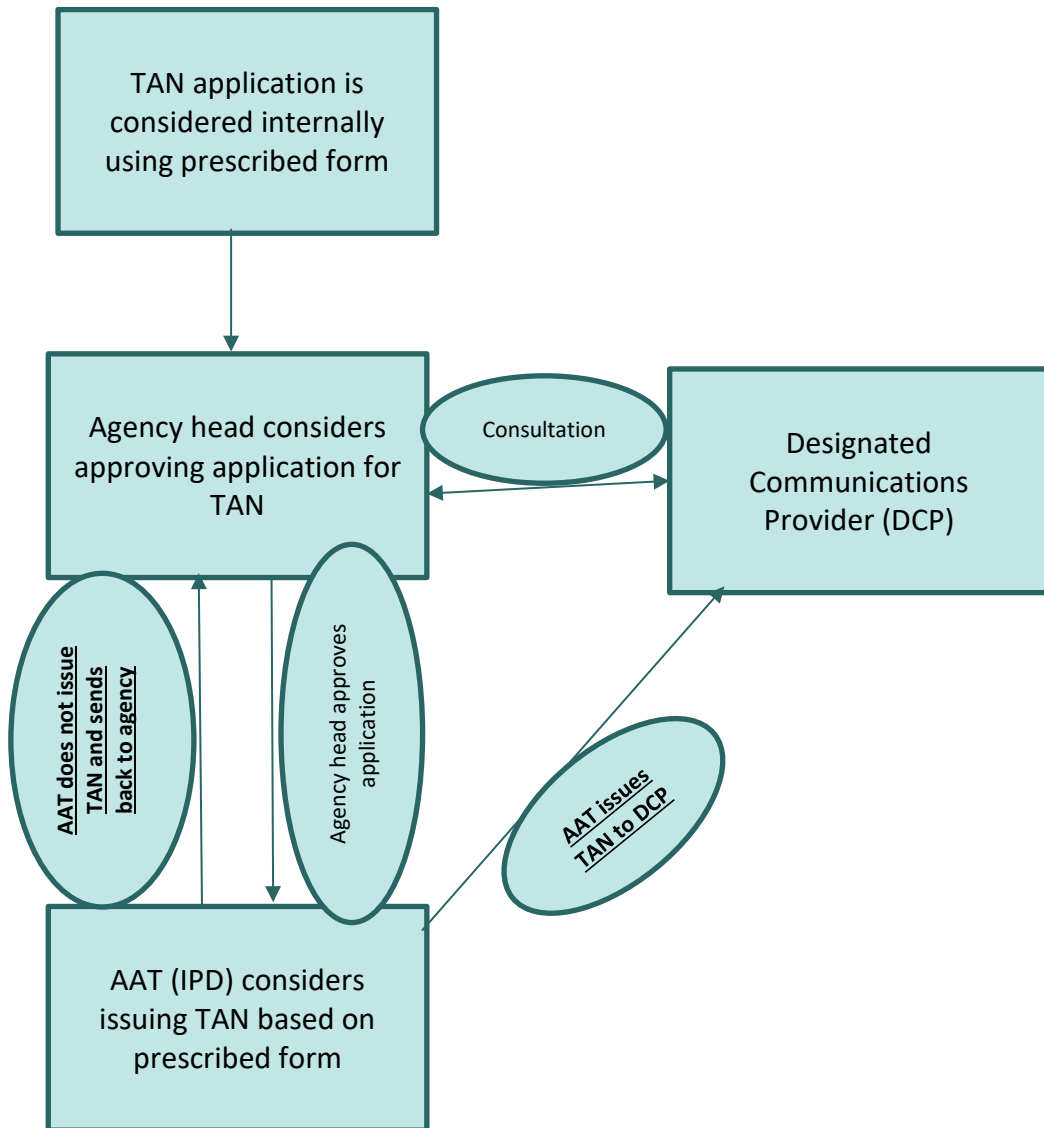 TAN application is
considered internally
using prescribed form
Agency head considers
approving application for
TAN
Consultation
Designated
Communications
Provider (DCP)
AAT does not issue
TAN and sends
back to agency
Agency head approves
application
AAT issues
TAN to DCP
AAT (IPD) considers
issuing TAN based on
prescribed form